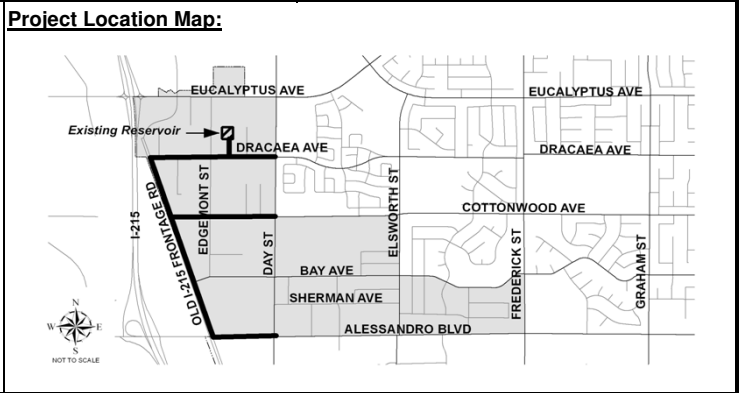 Project Location Map:
EUCALYPTUS AVE
EUCALYPTUS AVE
Existing Reservoir
DRACAEA AVE
DRACAEA AVE
I-215
OLD I-215 FRONTAGE RD
EDGEMONT ST
DAY ST
ELSWORTH ST
COTTONWOOD AVE
FREDERICK ST
GRAHAM ST
BAY AVE
SHERMAN AVE
ALESSANDRO BLVD
N
W
E
S
NOT TO SCALE